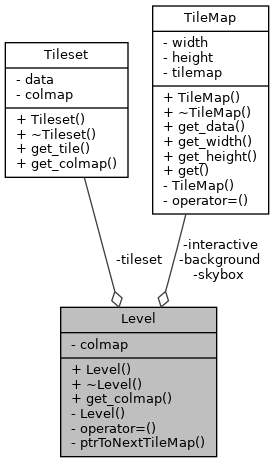 Tileset
- data
- colmap
+ Tileset()
+ ~Tileset()
+ get_tile()
+ get_colmap()
TileMap
- width
- height
- tilemap
+ TileMap()
+ ~TileMap()
+ get_data()
+ get_width()
+ get_height()
+ get()
- TileMap()
- operator=()
-tileset
-interactive
-background
-skybox
Level
- colmap
+ Level()
+ ~Level()
+ get_colmap()
- Level()
- operator=()
- ptrToNextTileMap()